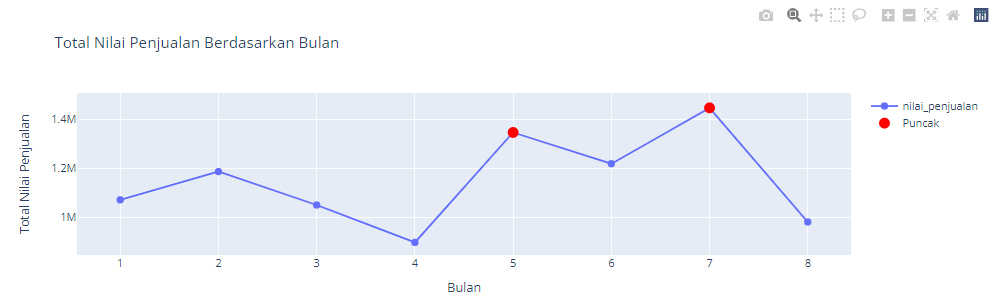 Total Nilai Penjualan Berdasarkan Bulan
Total Nilai Penjualan
1.4M
1.2M
1M
1 2 3 4 5 6 7 8
Bulan
nilai_penjualan
Puncak